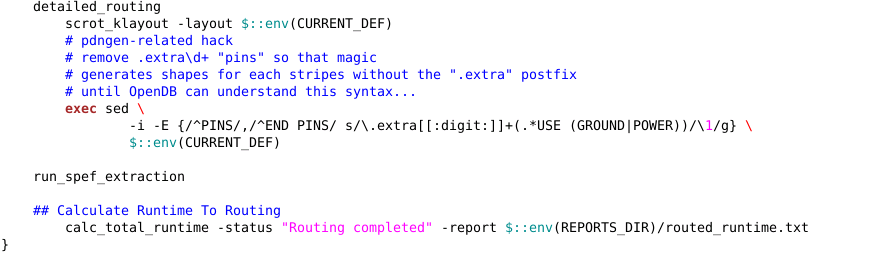 detailed_routing
scrot_klayout -layout $::env(CURRENT_DEF)
# pdngen-related hack
# remove .extra\d+ "pins" so that magic
# generates shapes for each stripes without the ".extra" postfix
# until OpenDB can understand this syntax...
exec sed \
-i -E {/^PINS/,/^END PINS/ s/\.extra[[:digit:]]+(.*USE (GROUND|POWER))/\1/g} \
$::env(CURRENT_DEF)
run_spef_extraction
## Calculate Runtime To Routing
calc_total_runtime -status "Routing completed" -report $::env(REPORTS_DIR)/routed_runtime.txt
}